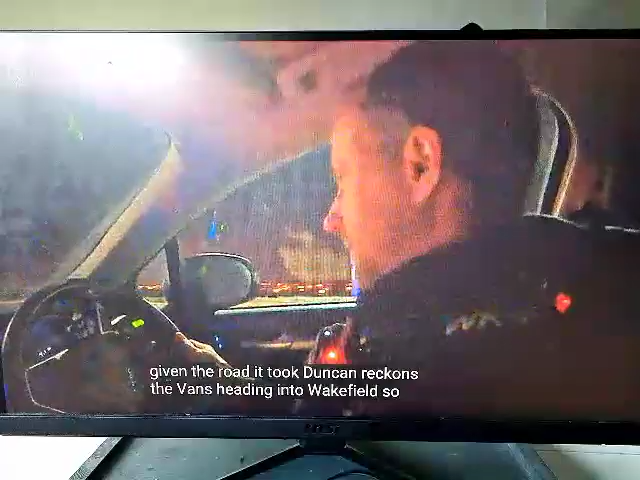 given the road it took Duncan reckons
the Vans heading into Wakefield so